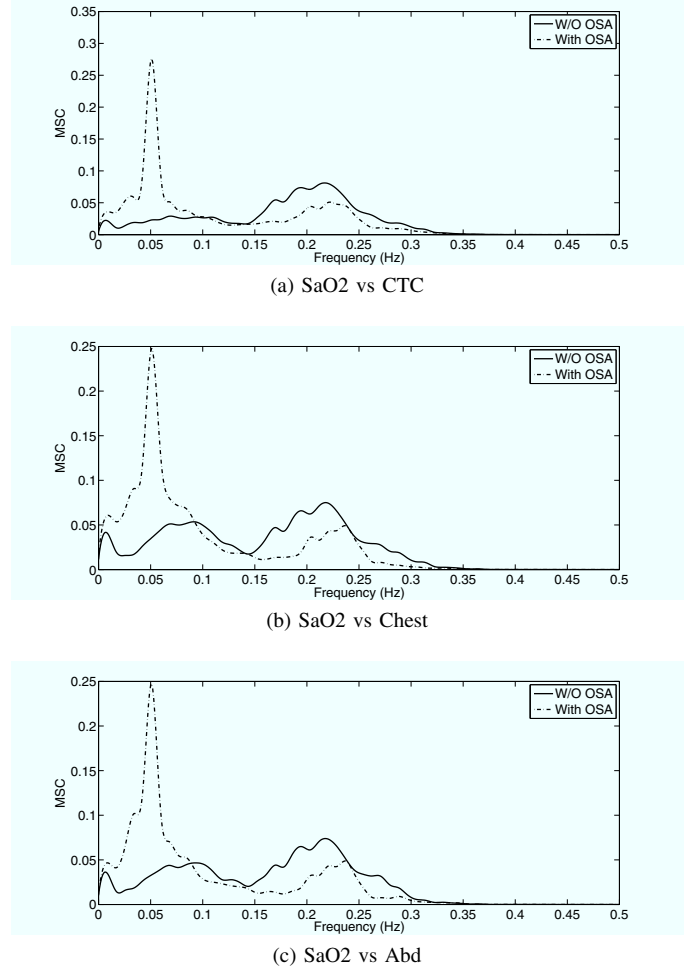 0.35
0.3
0.25
0.2
0.15
0.1
0.05
0
MSC
W/O OSA
With OSA
0 0.05 0.1 0.15 0.2 0.25 0.3 0.35 0.4 0.45 0.5
Frequency (Hz)
(a) SaO2 vs CTC
0.25
0.2
0.15
0.1
0.05
0
MSC
W/O OSA
With OSA
0 0.05 0.1 0.15 0.2 0.25 0.3 0.35 0.4 0.45 0.5
Frequency (Hz)
(b) SaO2 vs Chest
0.25
0.2
0.15
0.1
0.05
0
MSC
W/O OSA
With OSA
0 0.05 0.1 0.15 0.2 0.25 0.3 0.35 0.4 0.45 0.5
Frequency (Hz)
(c) SaO2 vs Abd